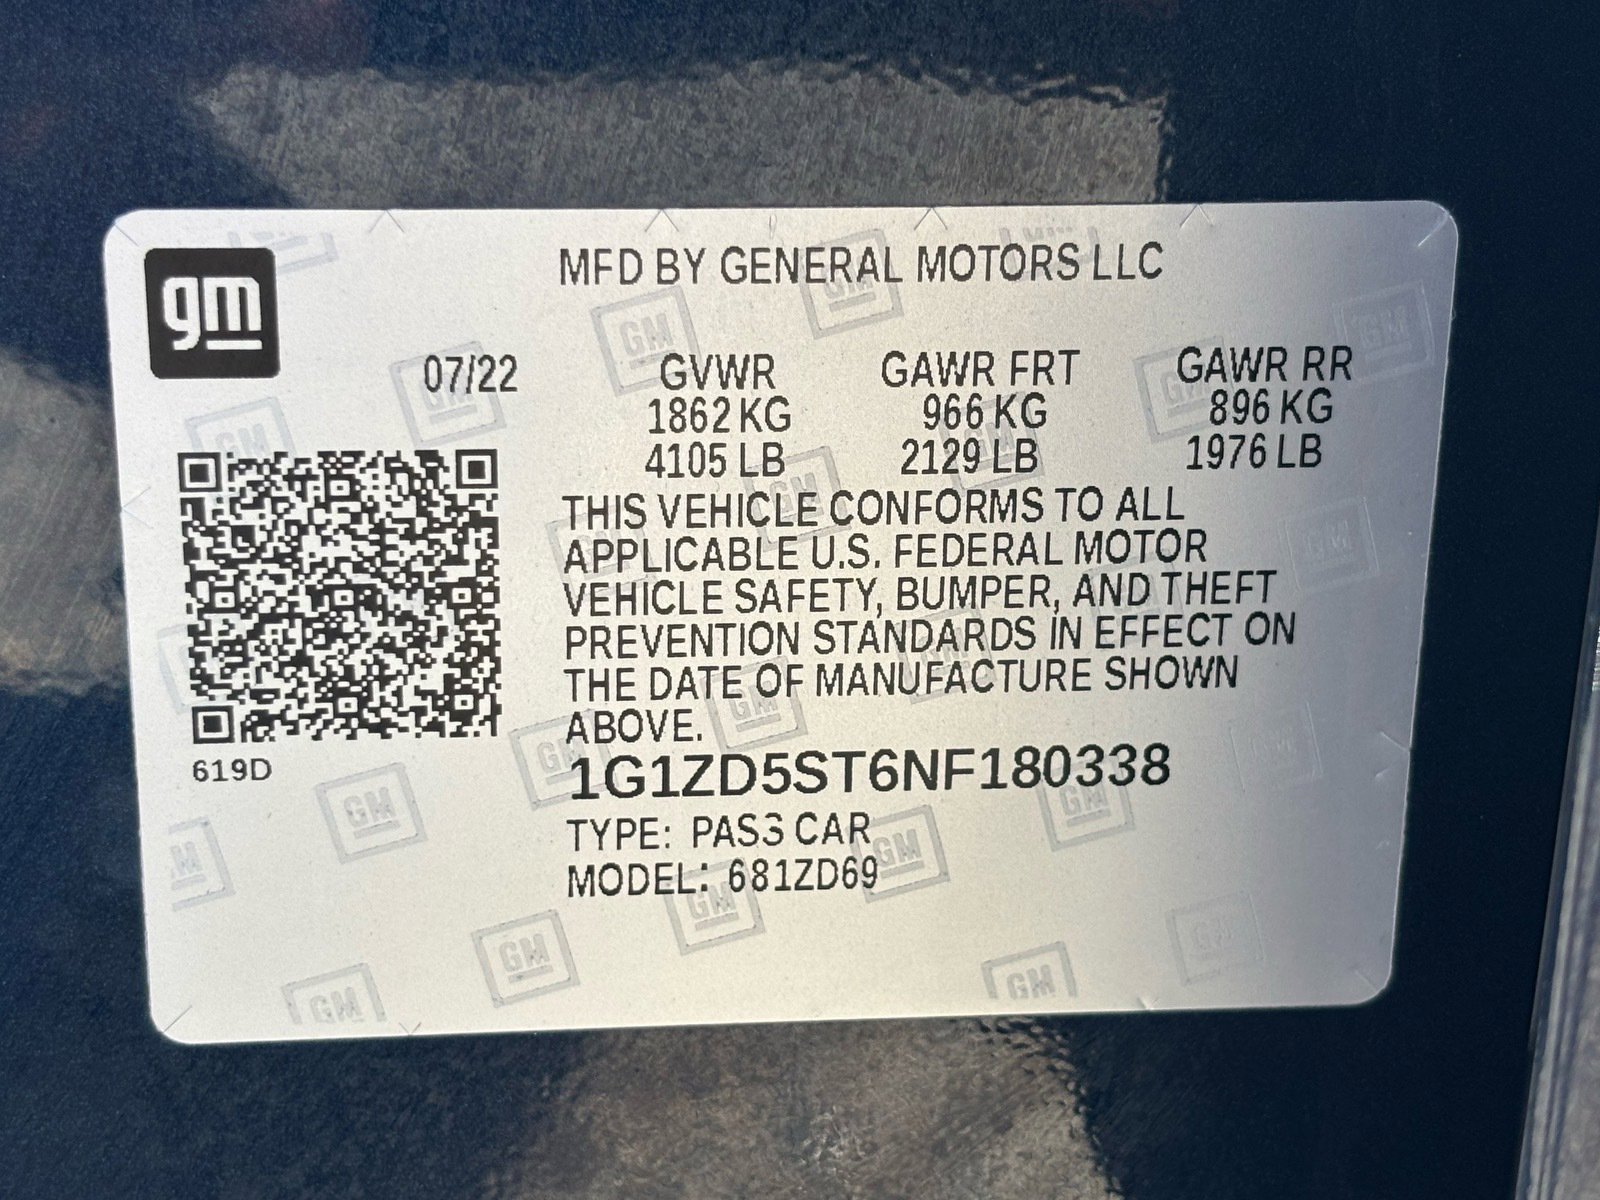 MFD BY GENERAL MOTORS LLC
gm
07/22
GVWR GAWR FRT GAWR RR
1862 KG 966 KG 896 KG
4105 LB 2129 LB 1976 LB
THIS VEHICLE CONFORMS TO ALL
APPLICABLE U.S. FEDERAL MOTOR
VEHICLE SAFETY, BUMPER, AND THEFT
PREVENTION STANDARDS IN EFFECT ON
THE DATE OF MANUFACTURE SHOWN
ABOVE.
619D
1G1ZD5ST6NF180338
TYPE: PASS CAR
MODEL: 681ZD69